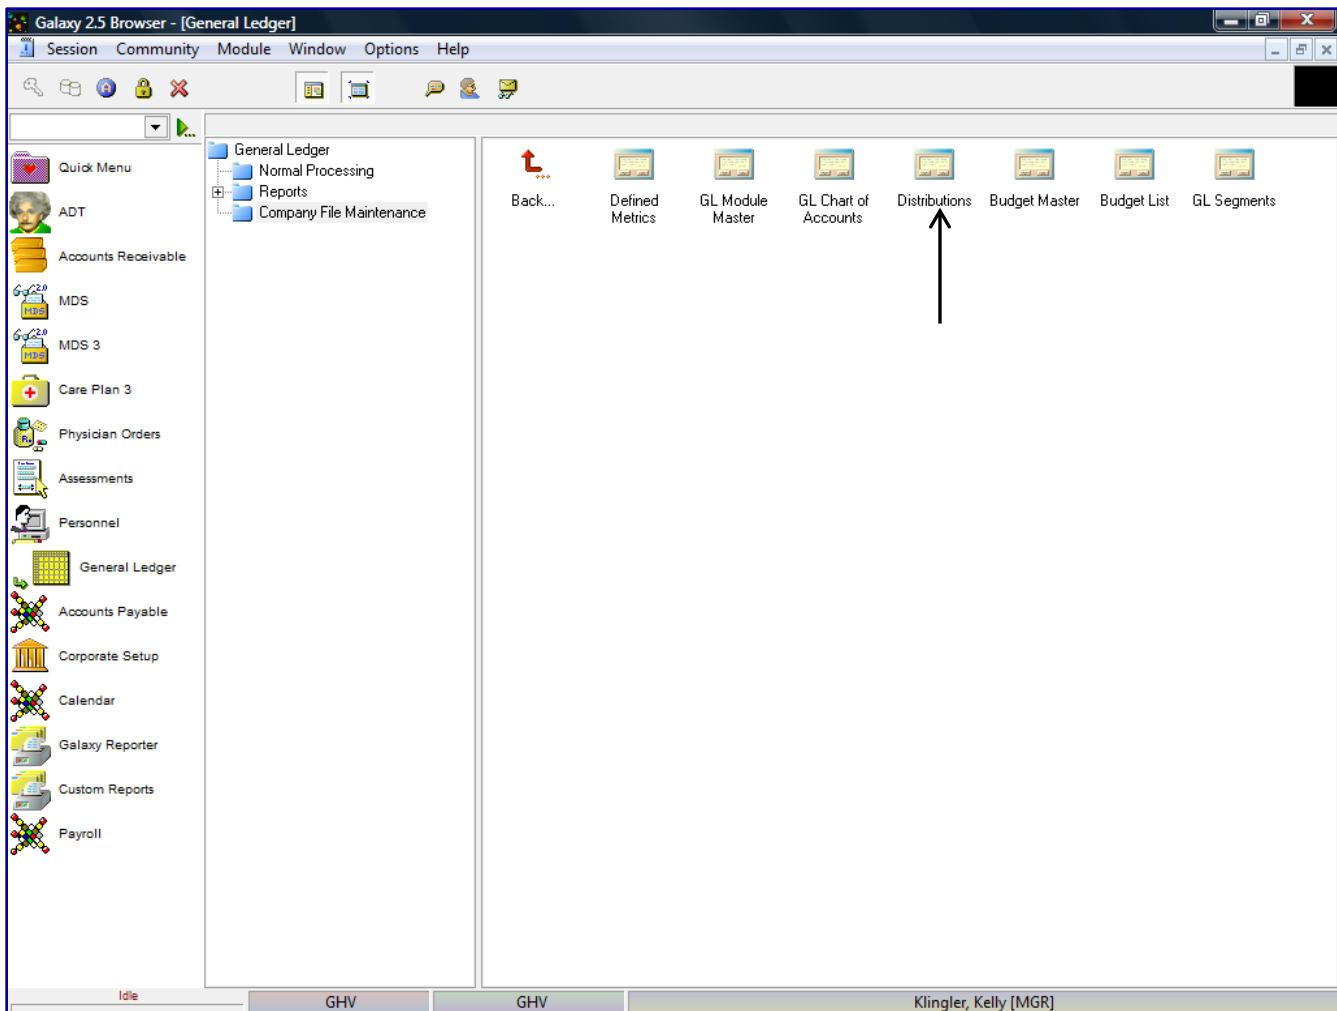 Galaxy 2.5 Browser - [General Ledger]
Session Community Module Window Options Help
Quick Menu
ADT
Accounts Receivable
MDS
MDS 3
Care Plan 3
Physician Orders
Assessments
Personnel
General Ledger
Accounts Payable
Corporate Setup
Calendar
Galaxy Reporter
Custom Reports
Payroll
General Ledger
Normal Processing
Reports
Company File Maintenance
Back...
Defined
Metrics
GL Module
Master
GL Chart of
Accounts
Distributions
Budget Master
Budget List
GL Segments
Idle
GHV
GHV
Klingler, Kelly [MGR]